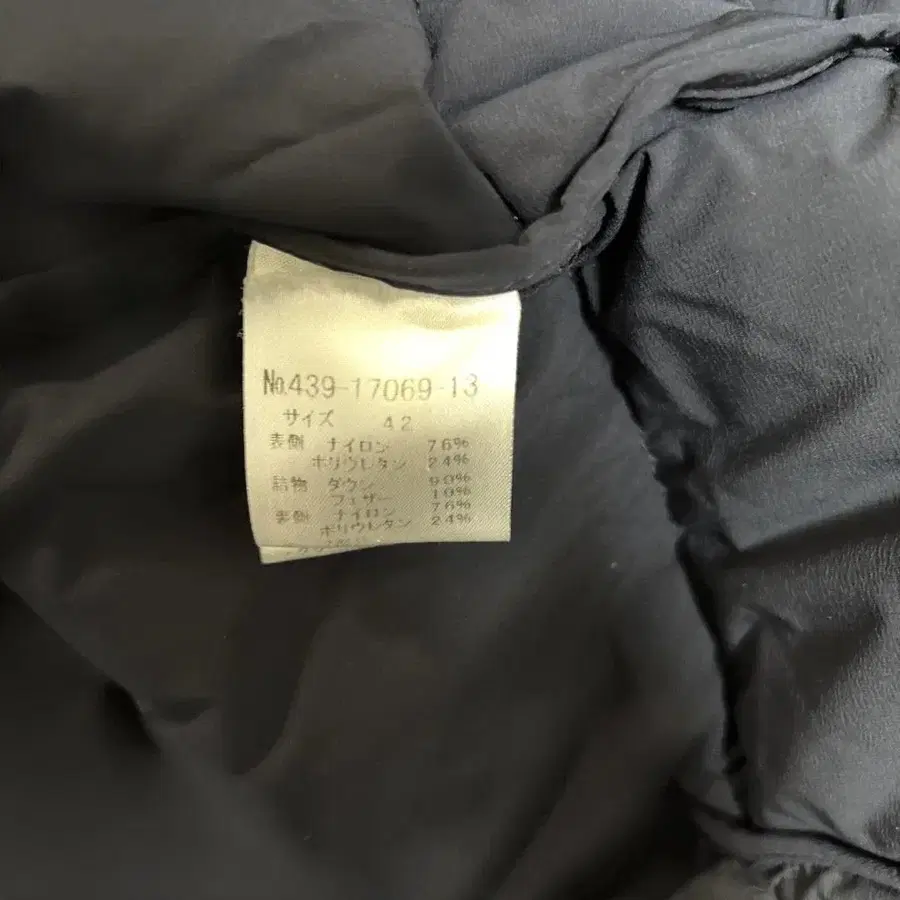 No.439-17069-13
サイズ 42
表側 ナイロン 76%
ポリウレタン 24%
詰物 ダウン 90%
フェザー 10%
裏側 ナイロン 76%
ポリウレタン 24%